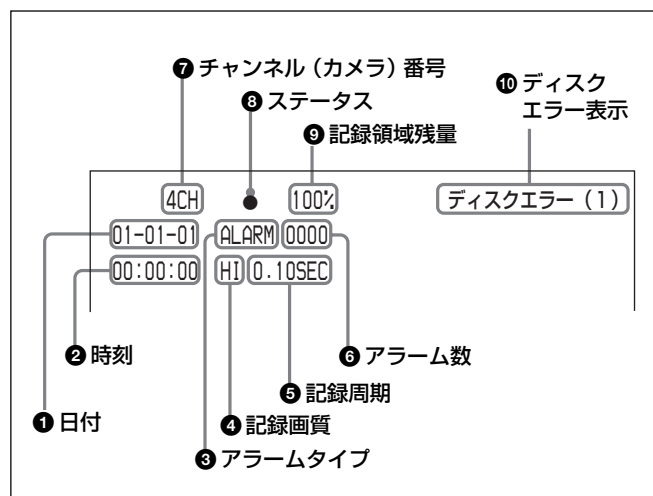 ❼ チャンネル（カメラ）番号
❽ ステータス
❾ 記録領域残量
❿ ディスク
エラー表示
4CH ● 100% ディスクエラー（1）
01-01-01 ALARM 0000
00:00:00 HI 0.10SEC
❷ 時刻
❻ アラーム数
❺ 記録周期
❶ 日付
❹ 記録画質
❸ アラームタイプ